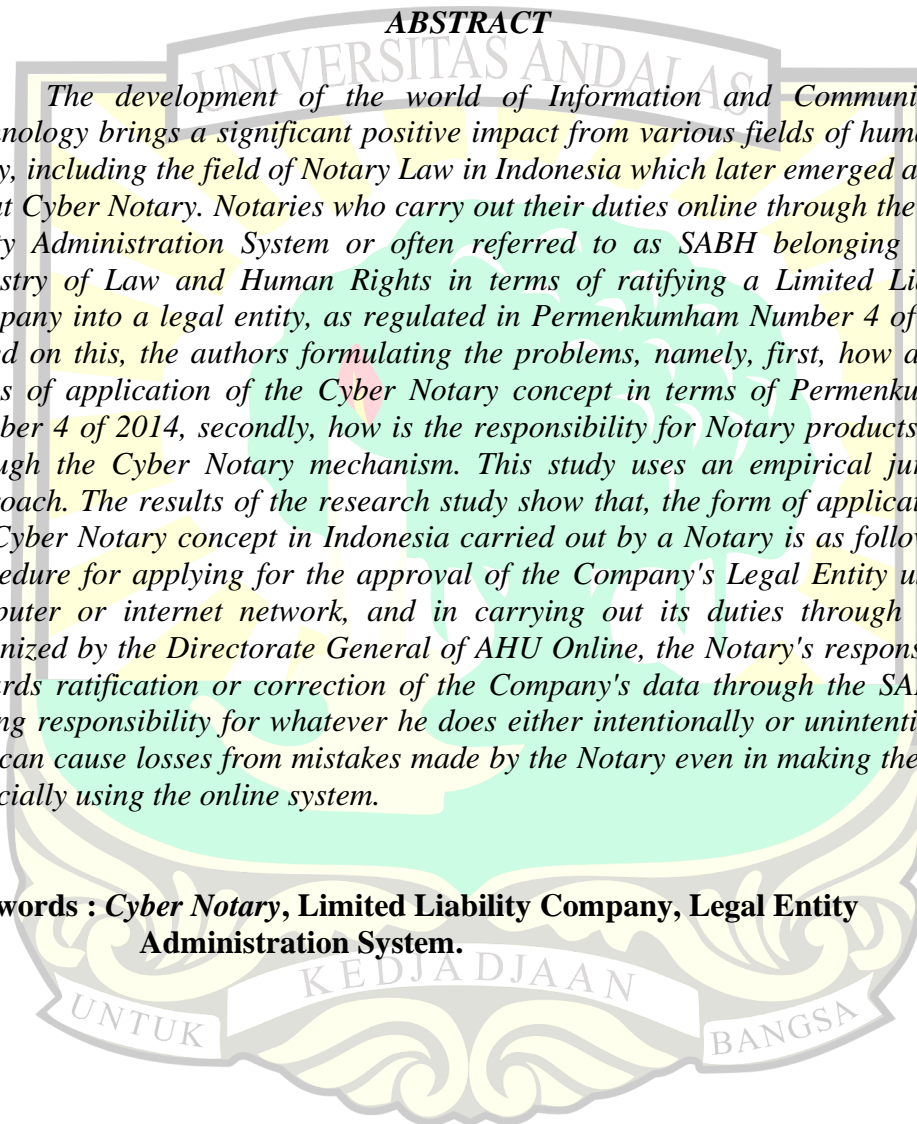 ABSTRACT
UNIVERSITAS ANDALAS
The development of the world of Information and Communi
hnology brings a significant positive impact from various fields of hum
y, including the field of Notary Law in Indonesia which later emerged a
t Cyber Notary. Notaries who carry out their duties online through the
ty Administration System or often referred to as SABH belonging
stry of Law and Human Rights in terms of ratifying a Limited Li
pany into a legal entity, as regulated in Permenkumham Number 4 of
d on this, the authors formulating the problems, namely, first, how a
s of application of the Cyber Notary concept in terms of Permenku
ber 4 of 2014, secondly, how is the responsibility for Notary products
ugh the Cyber Notary mechanism. This study uses an empirical ju
oach. The results of the research study show that, the form of applica
Cyber Notary concept in Indonesia carried out by a Notary is as follo
edure for applying for the approval of the Company's Legal Entity u
puter or internet network, and in carrying out its duties through
nized by the Directorate General of AHU Online, the Notary's respons
rds ratification or correction of the Company's data through the SA
ng responsibility for whatever he does either intentionally or unintenti
can cause losses from mistakes made by the Notary even in making the
cially using the online system.
words : Cyber Notary, Limited Liability Company, Legal Entity
Administration System.
UNTUK KEDJADJAAN BANGSA